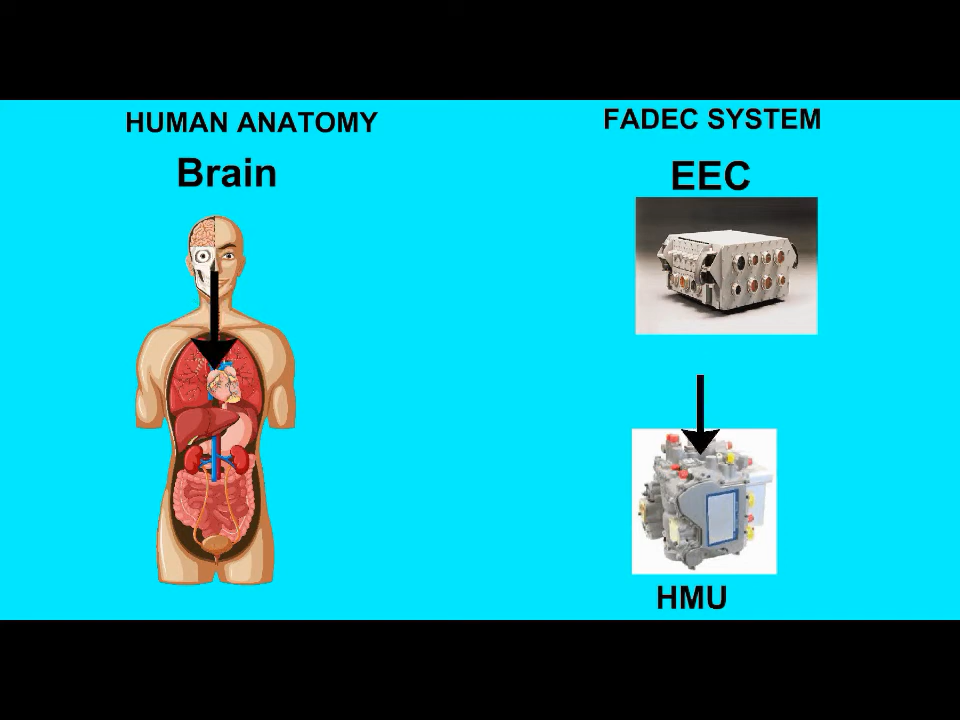 HUMAN ANATOMY
Brain
FADEC SYSTEM
EEC
HMU